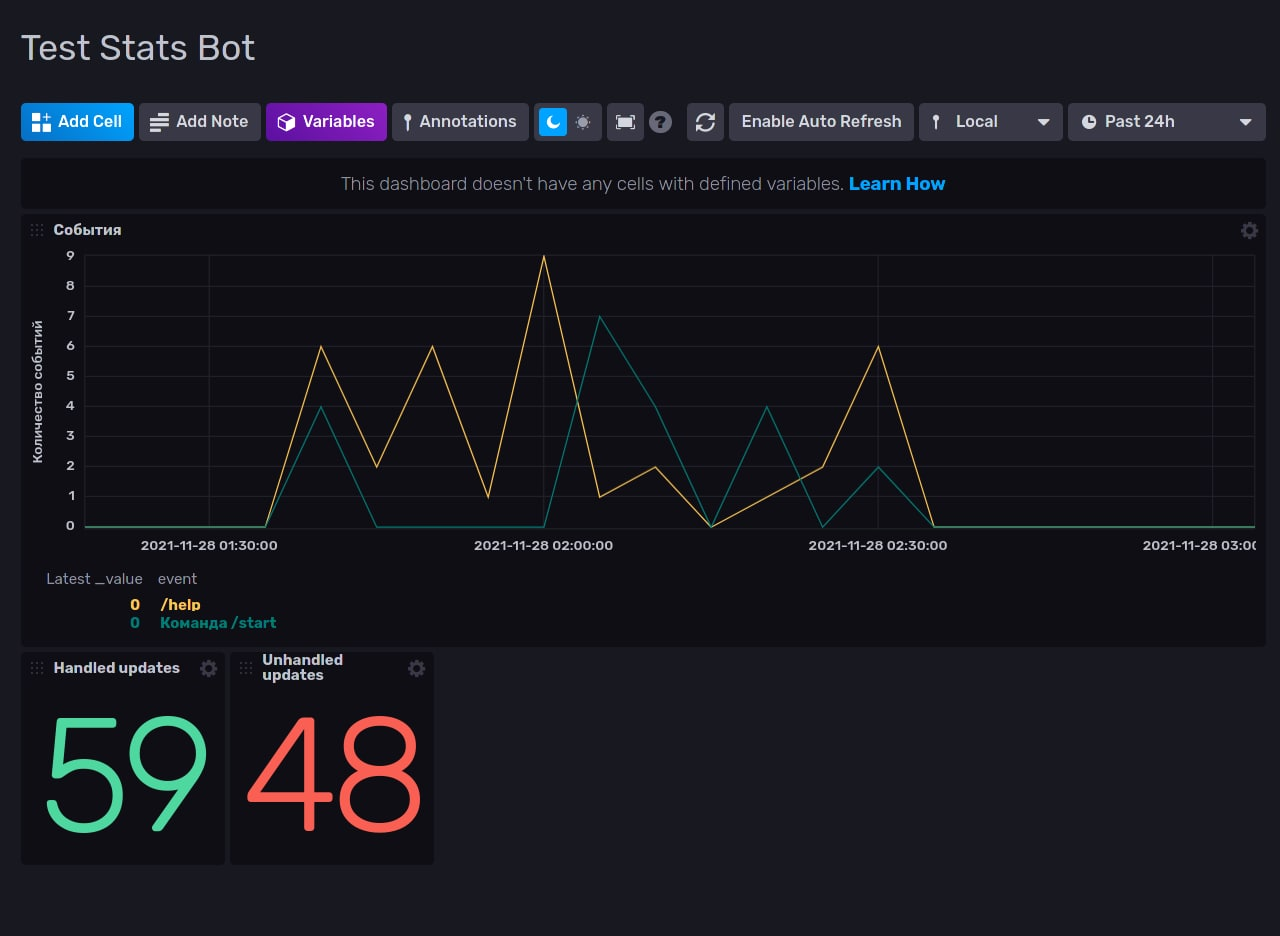 Test Stats Bot
Add Cell
Add Note
Variables
Annotations
?
Enable Auto Refresh
Local
Past 24h
This dashboard doesn't have any cells with defined variables. Learn How
События
Количество событий
9
8
7
6
5
4
3
2
1
0
2021-11-28 01:30:00
2021-11-28 02:00:00
2021-11-28 02:30:00
2021-11-28 03:00
Latest _value event
0 /help
0 Команда /start
Handled updates
59
Unhandled
updates
48